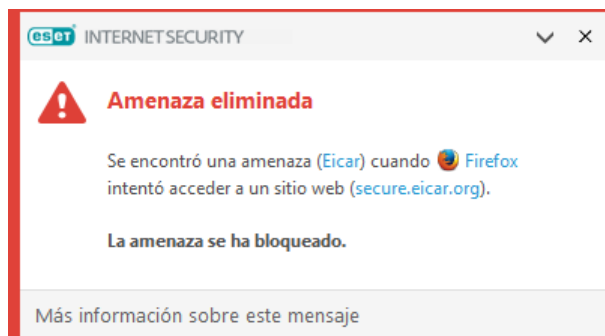 eset INTERNET SECURITY
Amenaza eliminada
Se encontró una amenaza (Eicar) cuando Firefox
intentó acceder a un sitio web (secure.eicar.org).
La amenaza se ha bloqueado.
Más información sobre este mensaje